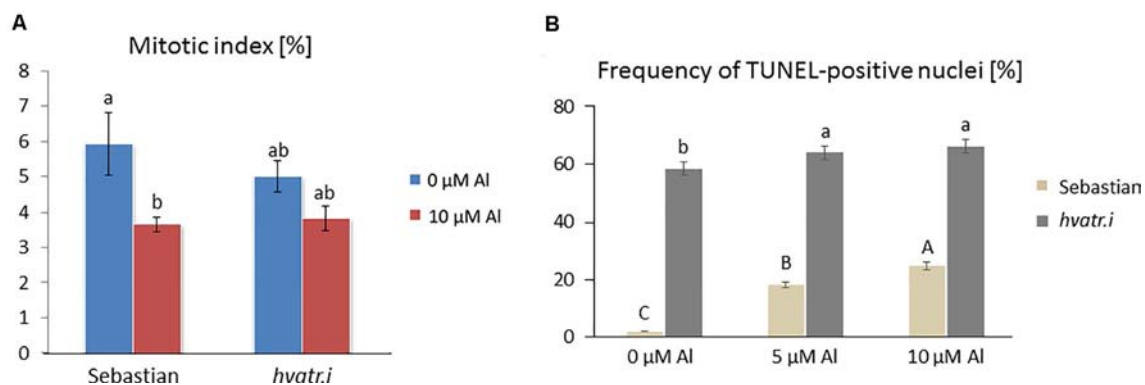 A
Mitotic index [%]
8
7
6
5
4
3
2
1
0
a
b
ab
ab
Sebastian
hvatr.i
0 µM Al
10 µM Al
B
Frequency of TUNEL-positive nuclei [%]
80
60
40
20
0
C
b
B
a
A
a
0 µM Al
5 µM Al
10 µM Al
Sebastian
hvatr.i